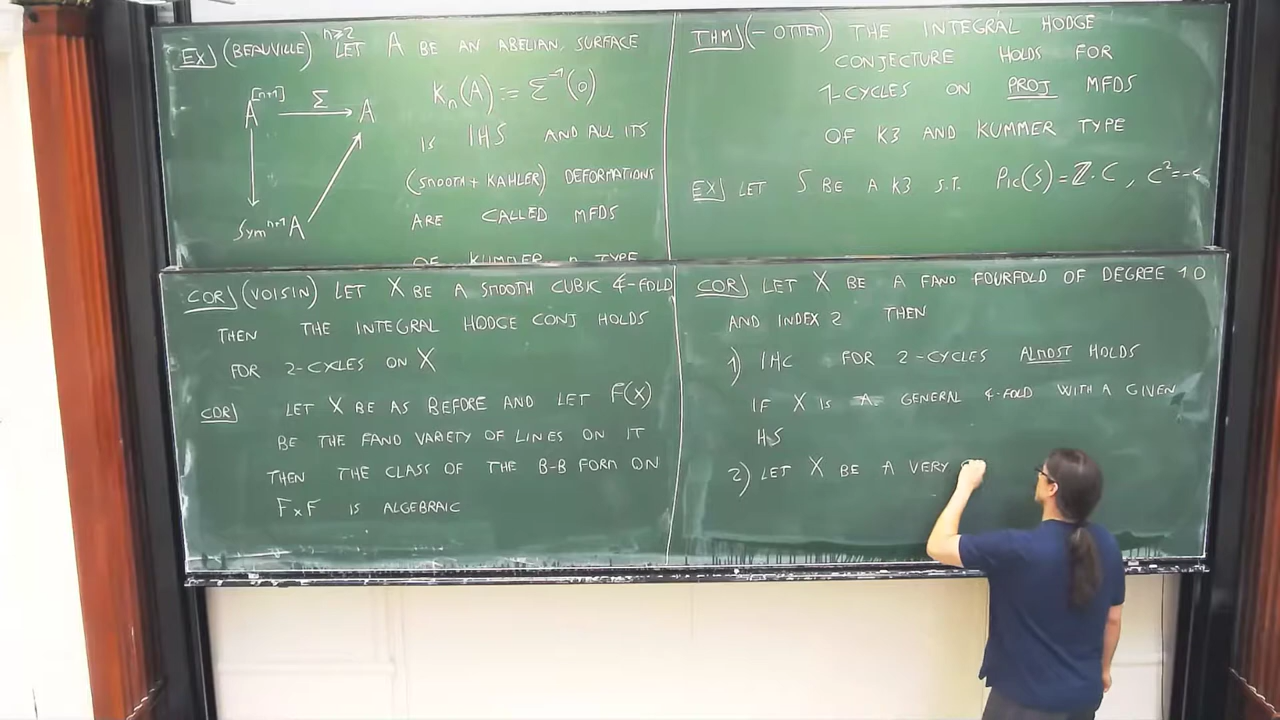 EX] (BEAUVILLE) n≥2 LET A BE AN ABELIAN SURFACE
A^[n+1] Σ A
K_n(A) := Σ^-1(0)
IS IHS AND ALL ITS
(SMOOTH + KAHLER) DEFORMATIONS
Sym^n+1 A
ARE CALLED MFDS
OF KUMMER n TYPE
THM] (- OTTEM) THE INTEGRAL HODGE
CONJECTURE HOLDS FOR
1-CYCLES ON PROJ MFDS
OF K3 AND KUMMER TYPE
EX] LET S BE A K3 S.T. Pic(S) = Z·C, C²=-
COR] (VOISIN) LET X BE A SMOOTH CUBIC 4-FOLD
THEN THE INTEGRAL HODGE CONJ HOLDS
FOR 2-CYCLES ON X
COR] LET X BE AS BEFORE AND LET F(X)
BE THE FANO VARIETY OF LINES ON IT
THEN THE CLASS OF THE B-B FORM ON
F×F IS ALGEBRAIC
COR] LET X BE A FANO FOURFOLD OF DEGREE 10
AND INDEX 2 THEN
1) IHC FOR 2-CYCLES ALMOST HOLDS
IF X IS A GENERAL 4-FOLD WITH A GIVEN
HS
2) LET X BE A VERY